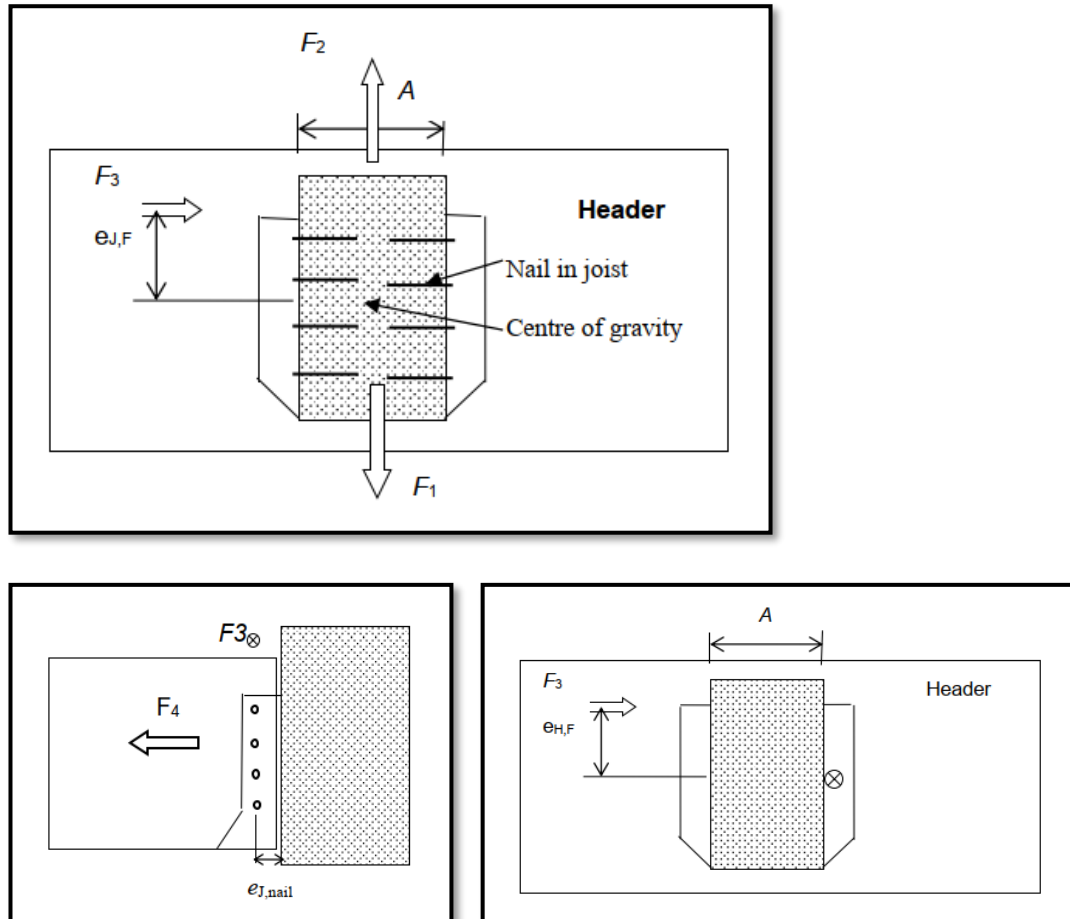 F2
A
F3
Header
eJ,F
Nail in joist
Centre of gravity
F1
F3
F4
eJ,nail
A
F3
Header
eH,F